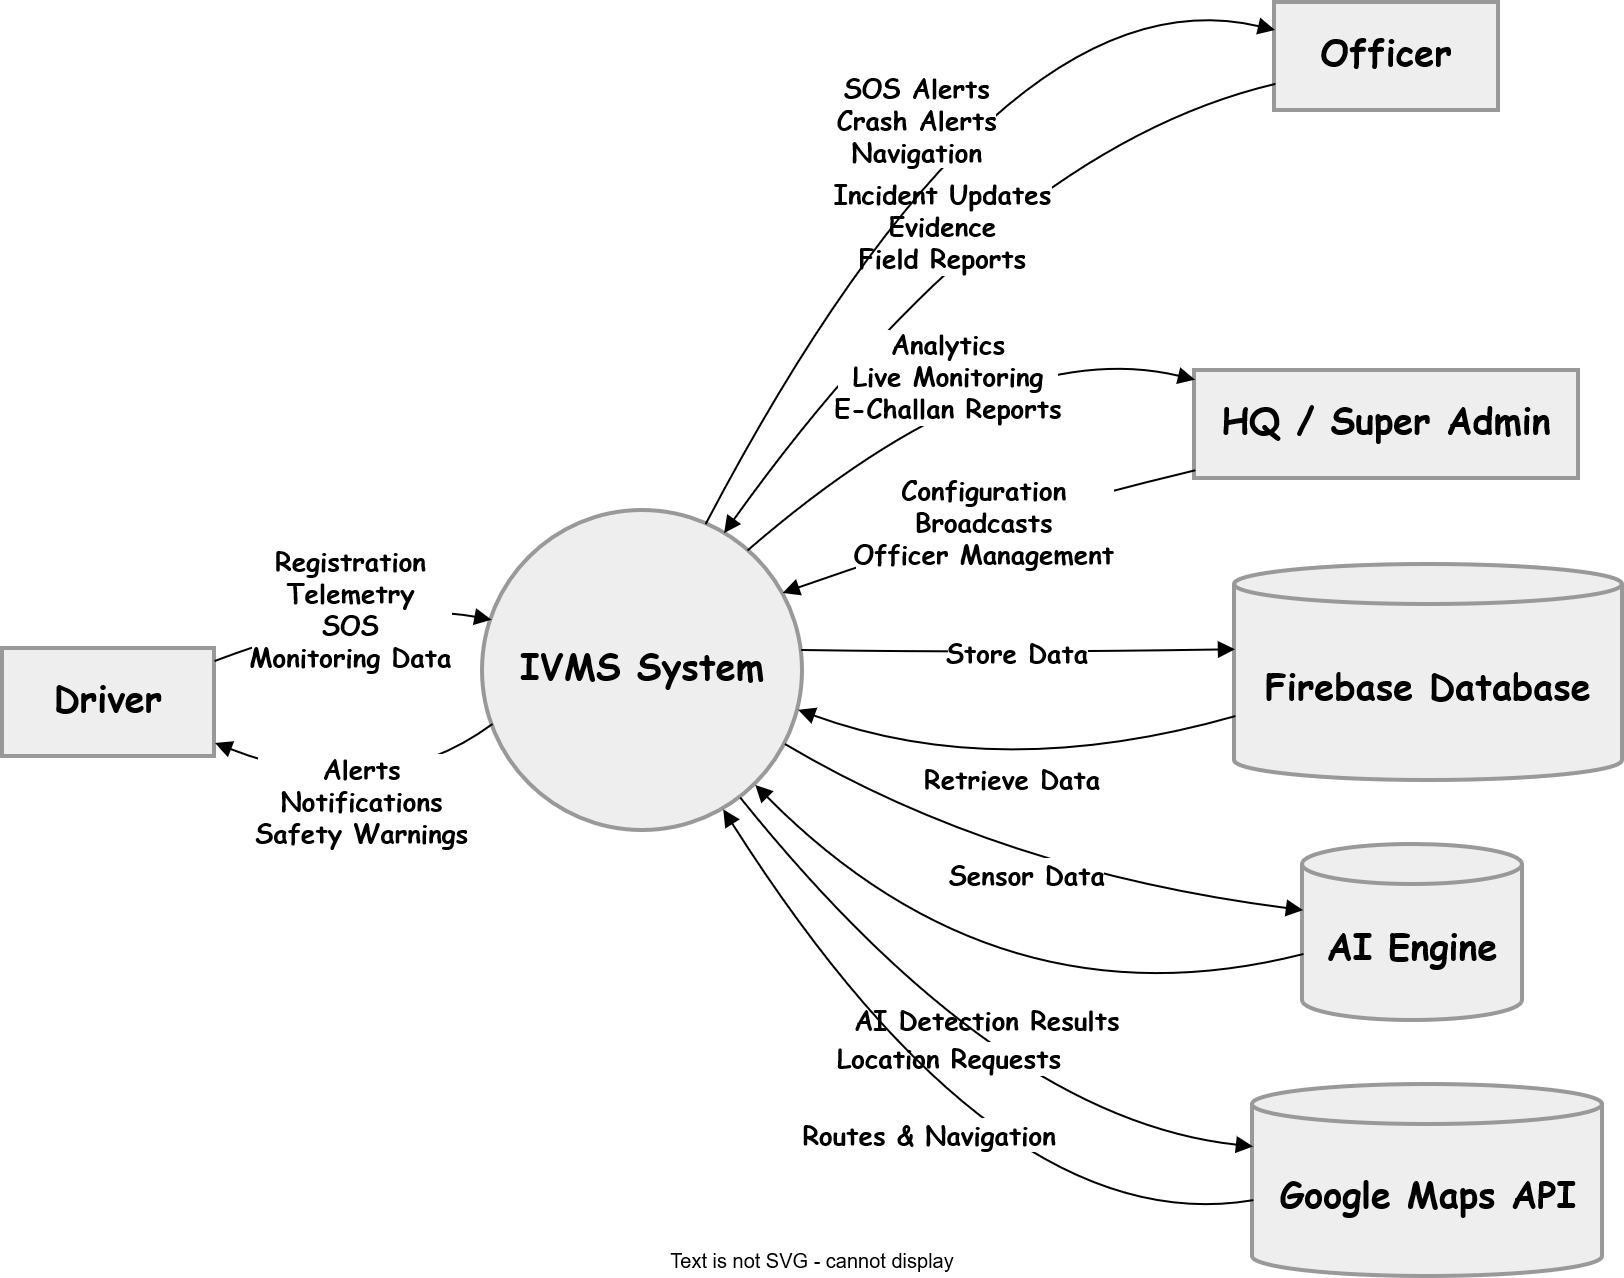 Officer
SOS Alerts
Crash Alerts
Navigation
Incident Updates
Evidence
Field Reports
Analytics
Live Monitoring
E-Challan Reports
HQ / Super Admin
Configuration
Broadcasts
Officer Management
Registration
Telemetry
SOS
Monitoring Data
IVMS System
Store Data
Firebase Database
Driver
Alerts
Notifications
Safety Warnings
Retrieve Data
Sensor Data
AI Engine
AI Detection Results
Location Requests
Routes & Navigation
Google Maps API
Text is not SVG - cannot display